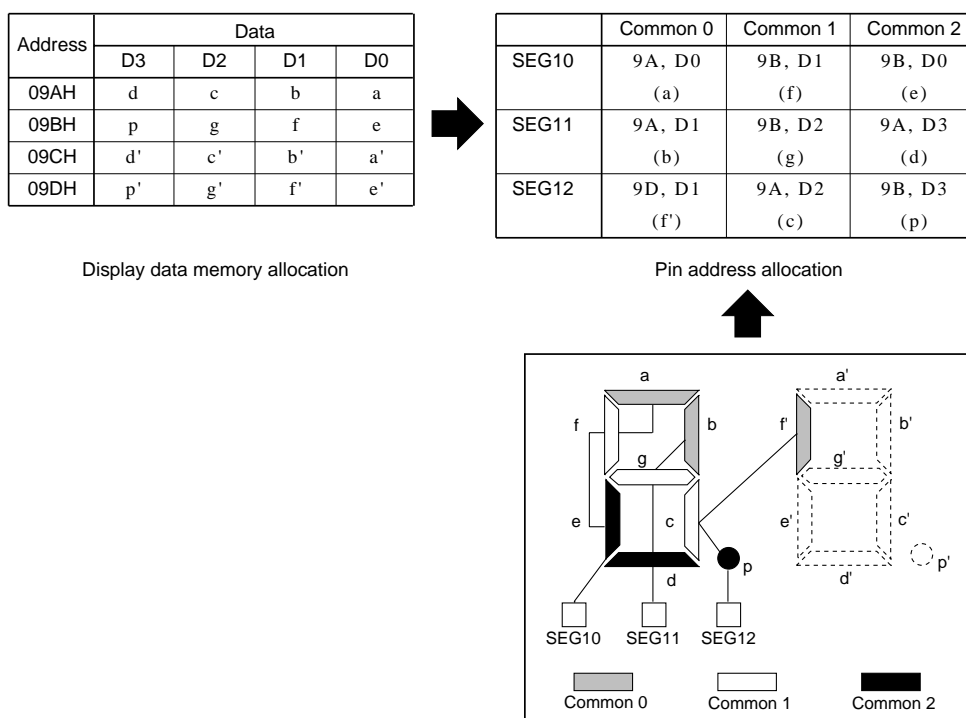 Address Data
D3 D2 D1 D0
09AH d c b a
09BH p g f e
09CH d' c' b' a'
09DH p' g' f' e'
Display data memory allocation
Common 0 Common 1 Common 2
SEG10 9A, D0 9B, D1 9B, D0
(a) (f) (e)
SEG11 9A, D1 9B, D2 9A, D3
(b) (g) (d)
SEG12 9D, D1 9A, D2 9B, D3
(f') (c) (p)
Pin address allocation
a a'
f b f' b'
g g'
e c e' c'
p p'
d d'
SEG10 SEG11 SEG12
Common 0 Common 1 Common 2